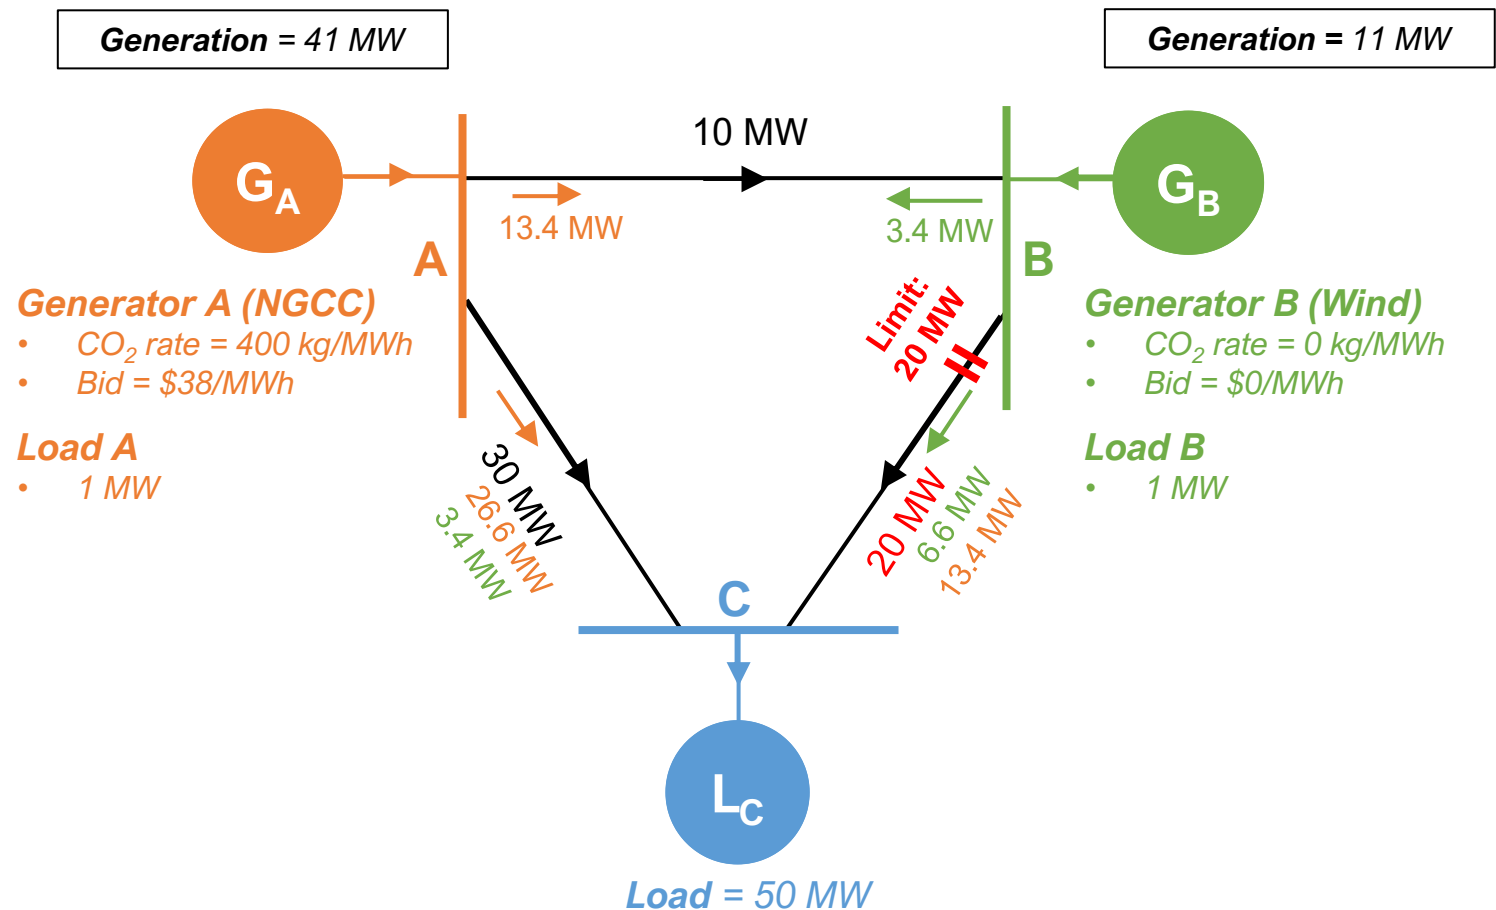 Generation = 41 MW
Generation = 11 MW
10 MW
G_A
G_B
13.4 MW
3.4 MW
A
B
Limit:
20 MW
Generator A (NGCC)
• CO₂ rate = 400 kg/MWh
• Bid = $38/MWh
Load A
• 1 MW
Generator B (Wind)
• CO₂ rate = 0 kg/MWh
• Bid = $0/MWh
Load B
• 1 MW
30 MW
26.6 MW
3.4 MW
20 MW
6.6 MW
13.4 MW
C
L_C
Load = 50 MW